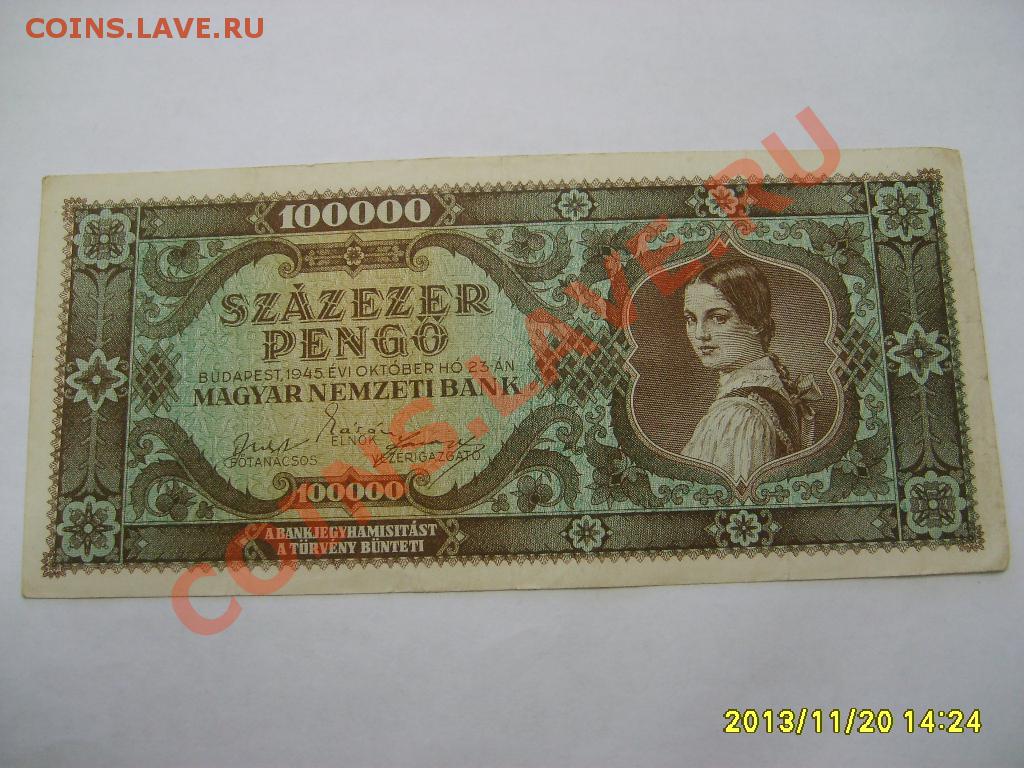 COINS.LAVE.RU
100000
SZÁZEZER
PENGŐ
BUDAPEST, 1945. ÉVI OKTÓBER HÓ 23-ÁN
MAGYAR NEMZETI BANK
ELNÖK
FŐTANÁCSOS
VEZÉRIGAZGATÓ
100000
A BANKJEGYHAMISITÁST
A TÖRVÉNY BÜNTETI
COINS.LAVE.RU
2013/11/20 14:24